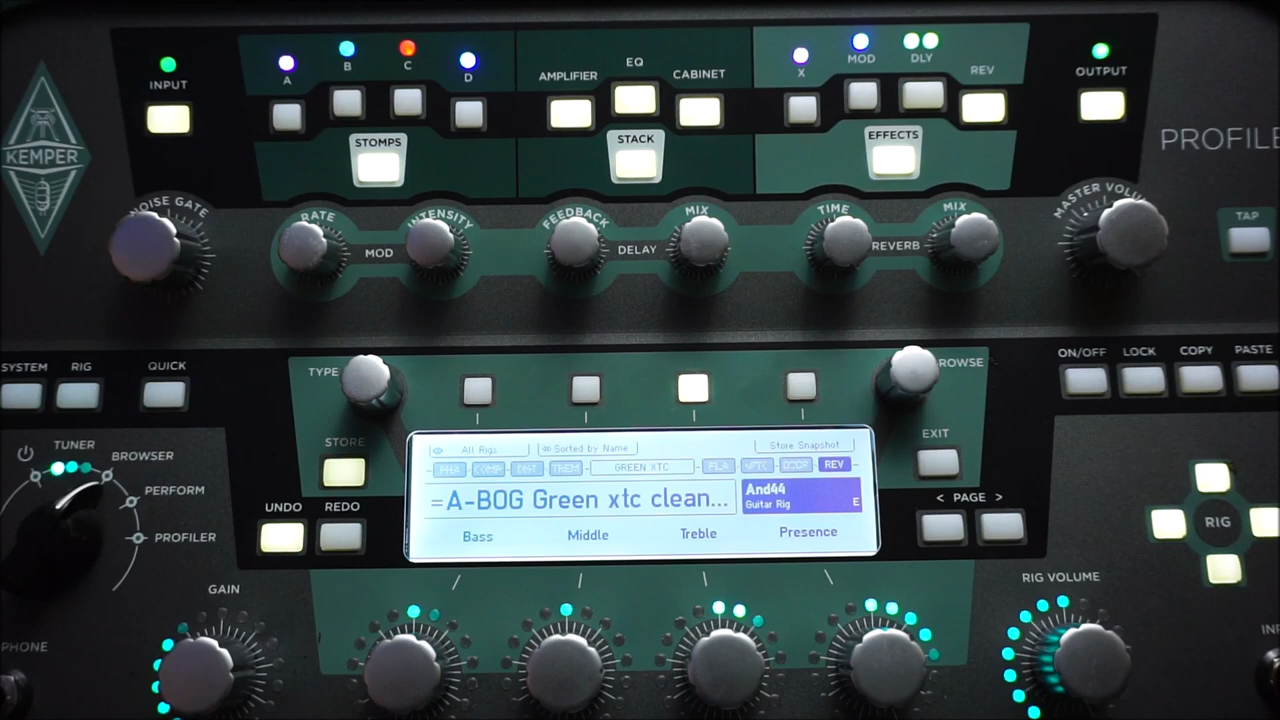 INPUT
A
B
C
D
AMPLIFIER
EQ
CABINET
X
MOD
DLY
REV
OUTPUT
KEMPER
STOMPS
STACK
EFFECTS
PROFILE
NOISE GATE
RATE
MOD
INTENSITY
FEEDBACK
DELAY
MIX
TIME
REVERB
MIX
MASTER VOLU
TAP
SYSTEM
RIG
QUICK
TYPE
BROWSE
ON/OFF
LOCK
COPY
PASTE
TUNER
BROWSER
PERFORM
PROFILER
STORE
UNDO
REDO
All Rigs
Sorted by Name
Store Snapshot
PHA COMP DIST TREM GREEN XTC FLA REV
=A-BOG Green xtc clean...
And44
Guitar Rig
E
Bass
Middle
Treble
Presence
EXIT
< PAGE >
RIG
GAIN
RIG VOLUME
PHONE